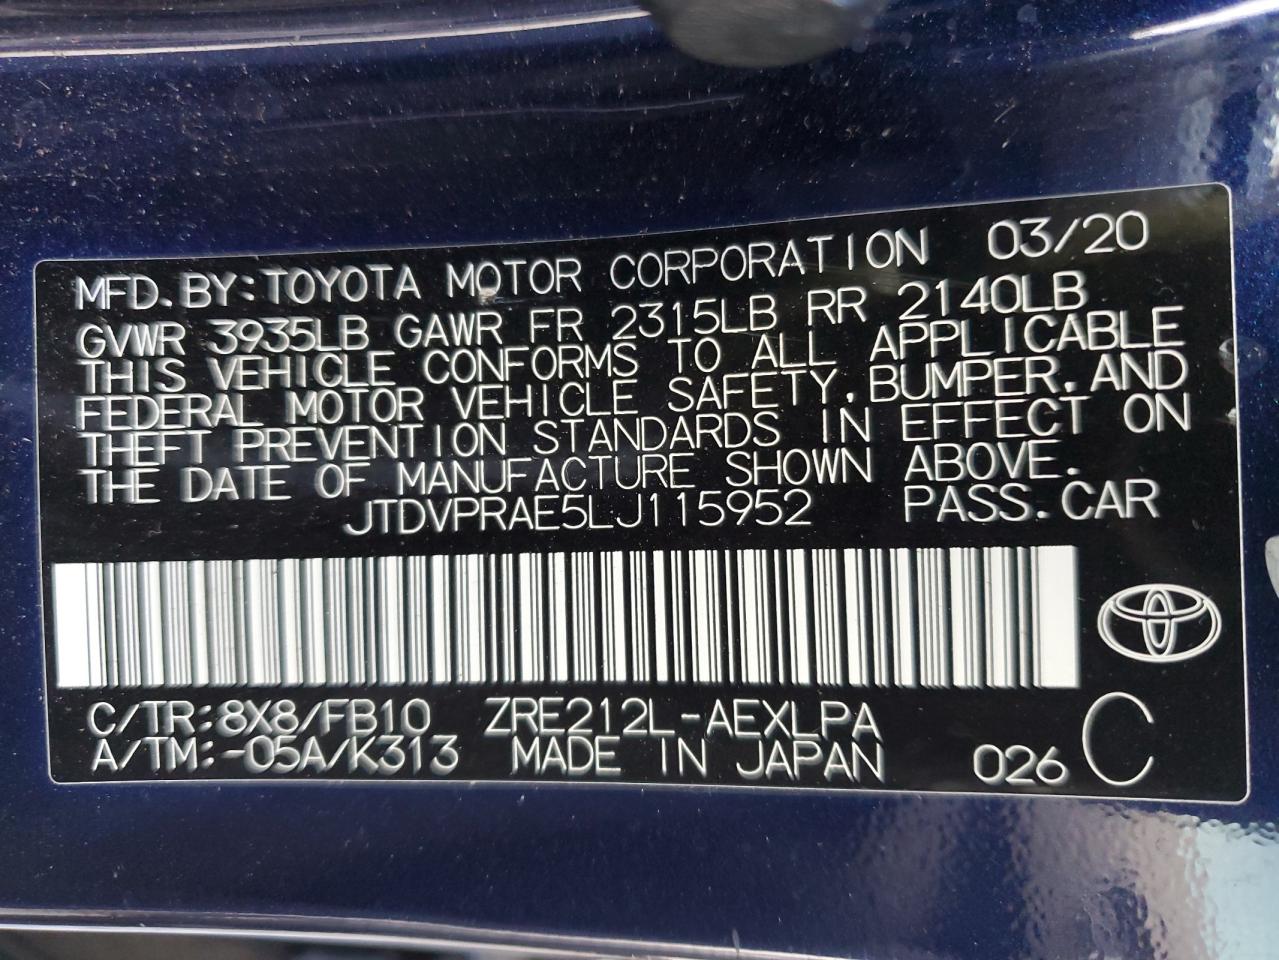 MFD. BY: TOYOTA MOTOR CORPORATION 03/20
GVWR 3935LB GAWR FR 2315LB RR 2140LB
THIS VEHICLE CONFORMS TO ALL APPLICABLE
FEDERAL MOTOR VEHICLE SAFETY, BUMPER, AND
THEFT PREVENTION STANDARDS IN EFFECT ON
THE DATE OF MANUFACTURE SHOWN ABOVE.
JTDVPRAE5LJ115952 PASS. CAR
C/TR: 8X8/FB10 ZRE212L-AEXLPA
A/TM: -05A/K313 MADE IN JAPAN 026 C